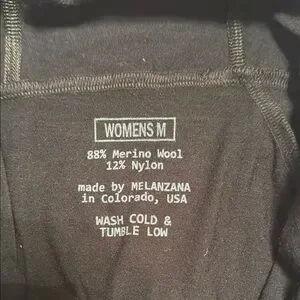 WOMENS M
88% Merino Wool
12% Nylon
made by MELANZANA
in Colorado, USA
WASH COLD &
TUMBLE LOW